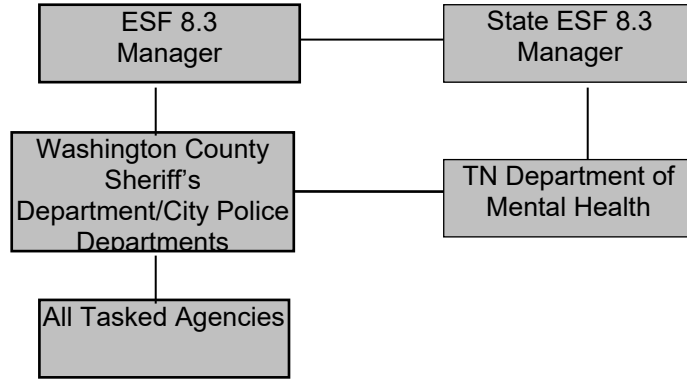 ESF 8.3
Manager
State ESF 8.3
Manager
Washington County
Sheriff’s
Department/City Police
Departments
TN Department of
Mental Health
All Tasked Agencies